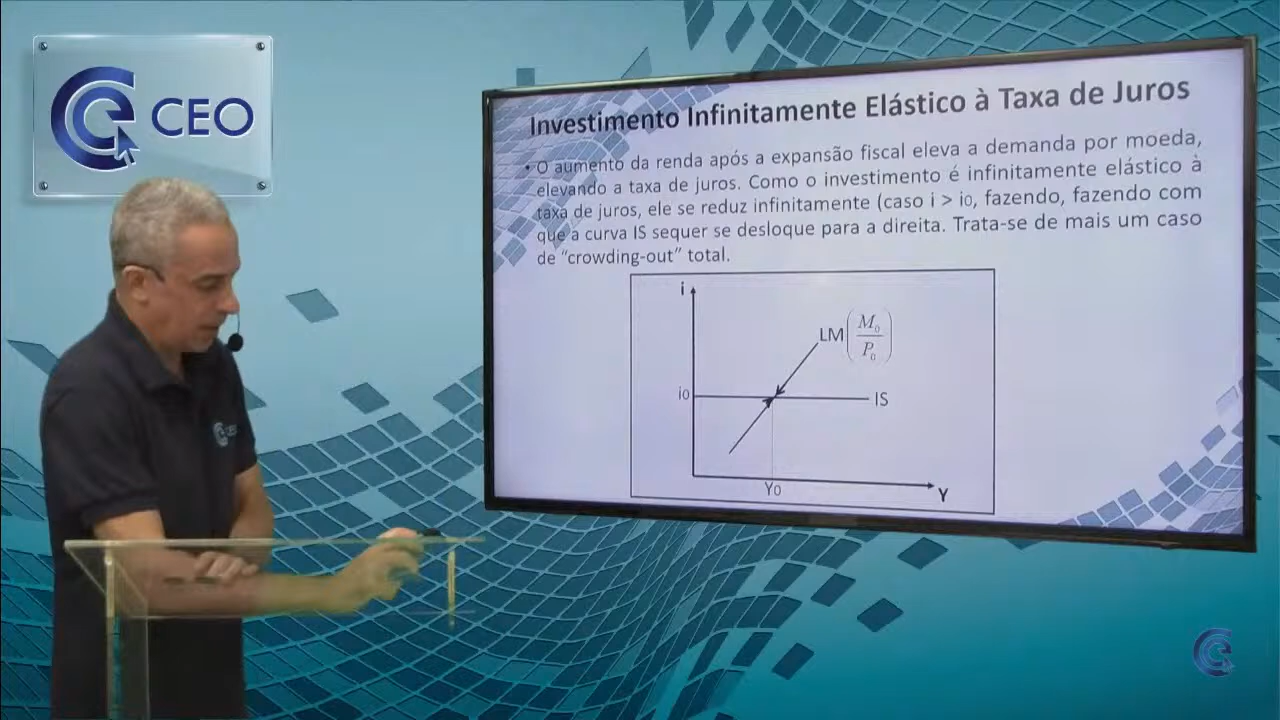 CEO
Investimento Infinitamente Elástico à Taxa de Juros
• O aumento da renda após a expansão fiscal eleva a demanda por moeda,
elevando a taxa de juros. Como o investimento é infinitamente elástico à
taxa de juros, ele se reduz infinitamente (caso i > i0, fazendo, fazendo com
que a curva IS sequer se desloque para a direita. Trata-se de mais um caso
de “crowding-out” total.
i
LM(M0/P0)
i0
IS
Y0
Y